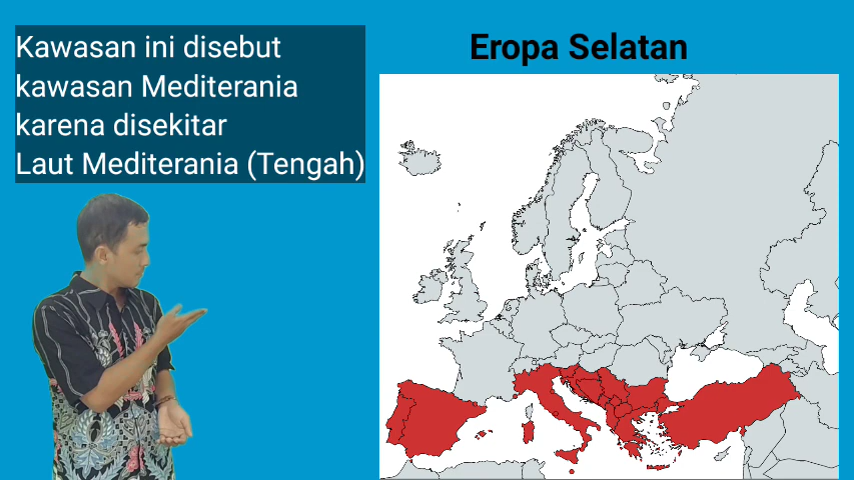 Kawasan ini disebut
kawasan Mediterania
karena disekitar
Laut Mediterania (Tengah)
Eropa Selatan